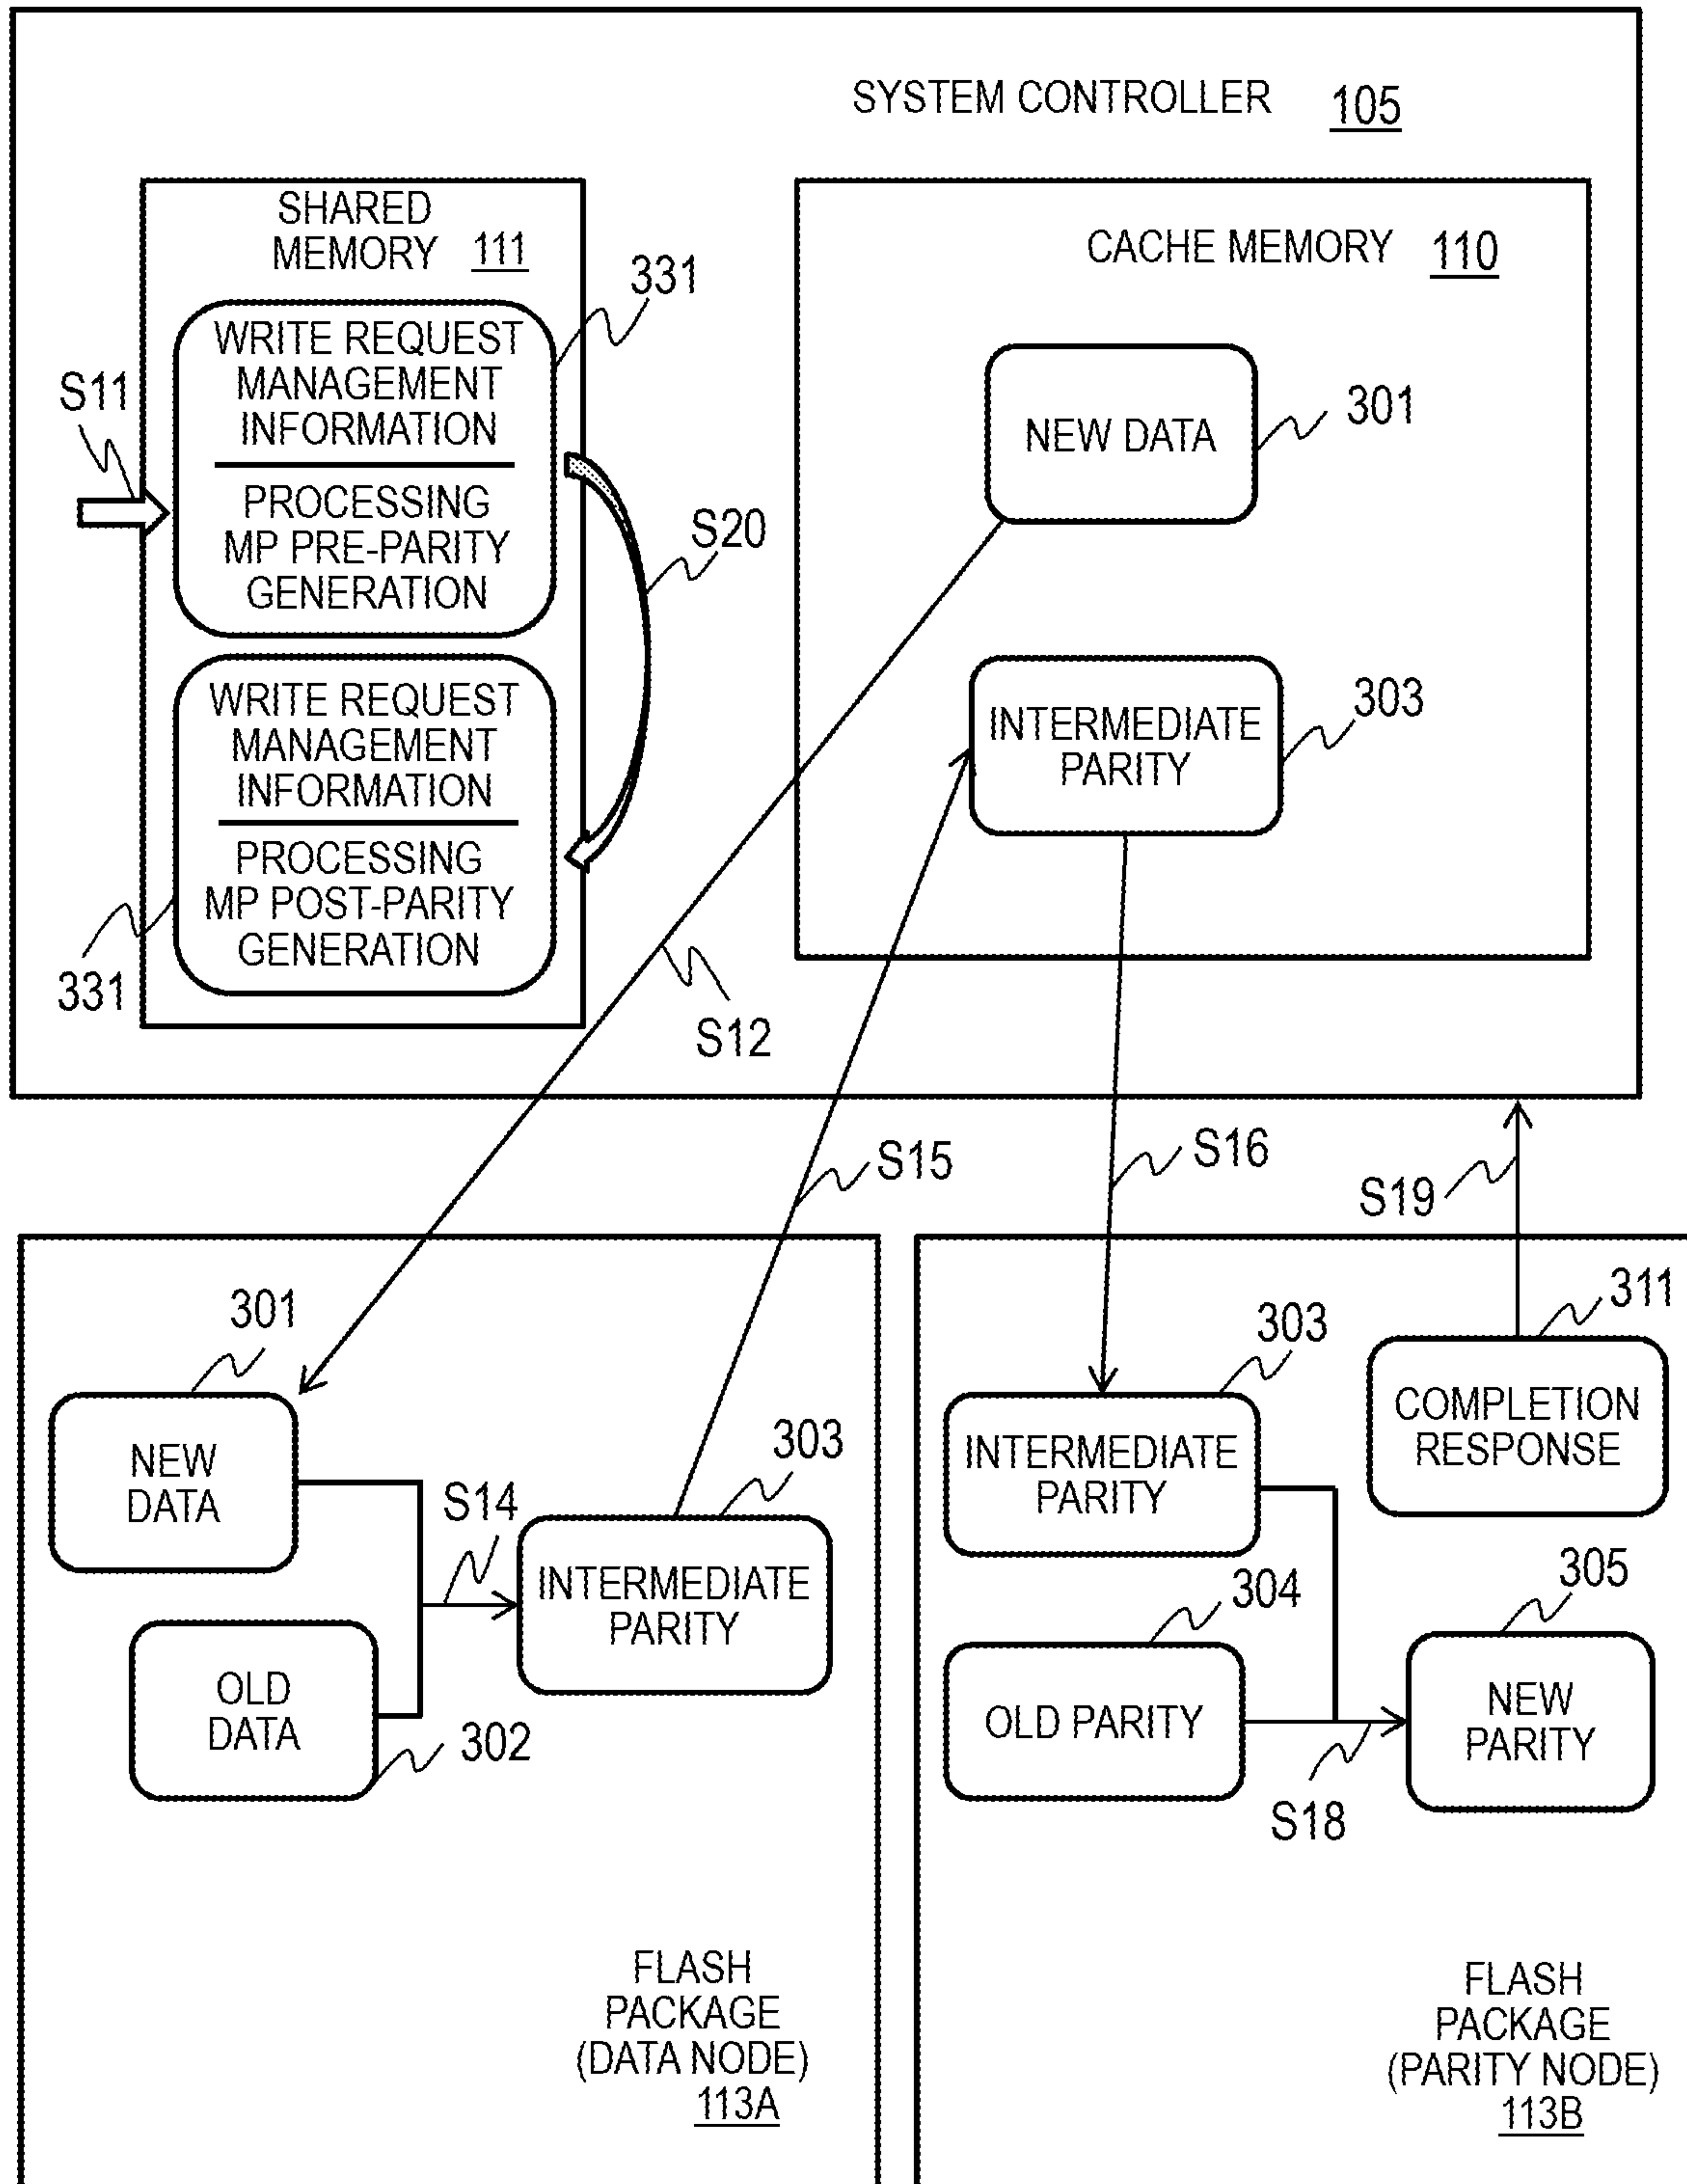 SYSTEM CONTROLLER 105
SHARED
MEMORY 111
CACHE MEMORY 110
331
WRITE REQUEST
MANAGEMENT
INFORMATION
PROCESSING
MP PRE-PARITY
GENERATION
S11
S20
NEW DATA
301
WRITE REQUEST
MANAGEMENT
INFORMATION
PROCESSING
MP POST-PARITY
GENERATION
331
INTERMEDIATE
PARITY
303
S12
S15
S16
S19
301
NEW
DATA
S14
303
INTERMEDIATE
PARITY
OLD
DATA
302
FLASH
PACKAGE
(DATA NODE)
113A
303
INTERMEDIATE
PARITY
311
COMPLETION
RESPONSE
304
OLD PARITY
305
NEW
PARITY
S18
FLASH
PACKAGE
(PARITY NODE)
113B